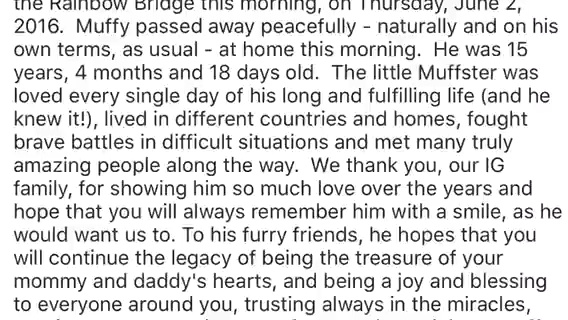 the Rainbow Bridge this morning, on Thursday, June 2,
2016.  Muffy passed away peacefully - naturally and on his
own terms, as usual - at home this morning.  He was 15
years, 4 months and 18 days old.  The little Muffster was
loved every single day of his long and fulfilling life (and he
knew it!), lived in different countries and homes, fought
brave battles in difficult situations and met many truly
amazing people along the way.  We thank you, our IG
family, for showing him so much love over the years and
hope that you will always remember him with a smile, as he
would want us to. To his furry friends, he hopes that you
will continue the legacy of being the treasure of your
mommy and daddy's hearts, and being a joy and blessing
to everyone around you, trusting always in the miracles,